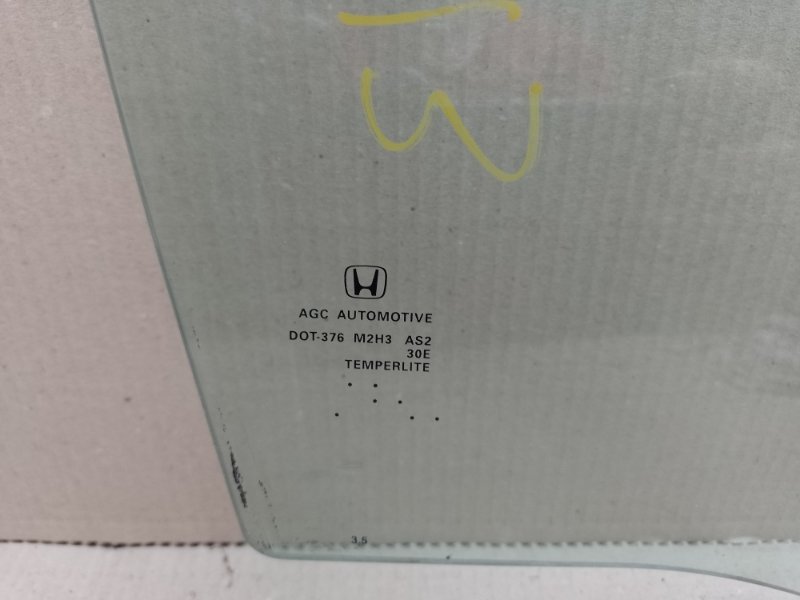 AGC AUTOMOTIVE
DOT-376 M2H3 AS2
30E
TEMPERLITE
3.5